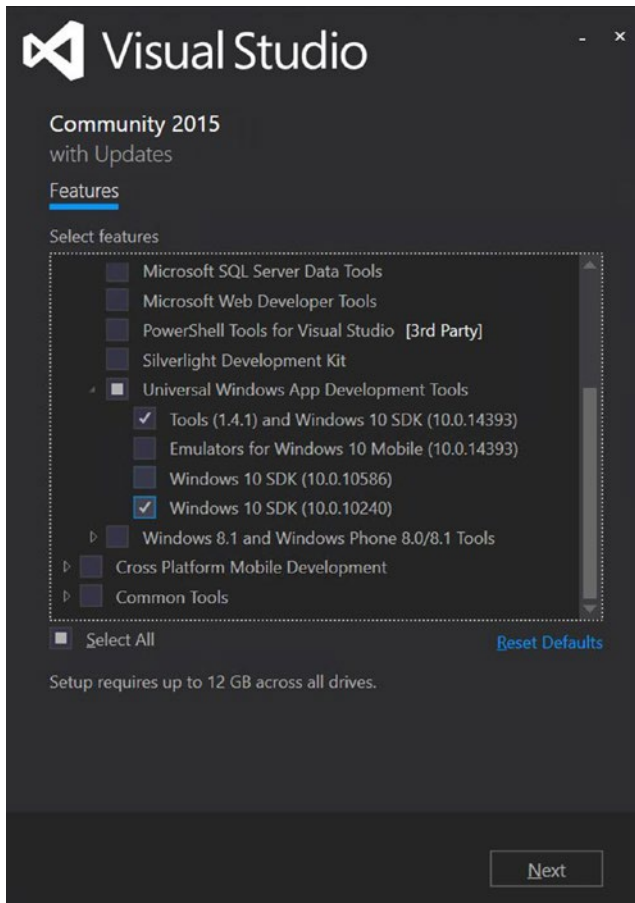 Visual Studio
Community 2015
with Updates
Features
Select features
Microsoft SQL Server Data Tools
Microsoft Web Developer Tools
PowerShell Tools for Visual Studio [3rd Party]
Silverlight Development Kit
Universal Windows App Development Tools
Tools (1.4.1) and Windows 10 SDK (10.0.14393)
Emulators for Windows 10 Mobile (10.0.14393)
Windows 10 SDK (10.0.10586)
Windows 10 SDK (10.0.10240)
Windows 8.1 and Windows Phone 8.0/8.1 Tools
Cross Platform Mobile Development
Common Tools
Select All Reset Defaults
Setup requires up to 12 GB across all drives.
Next